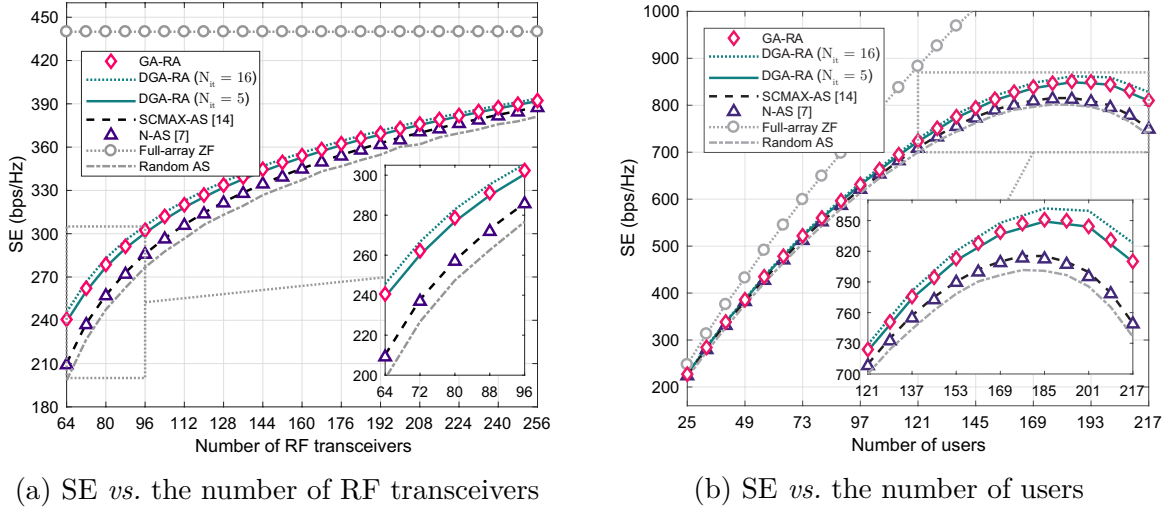 450
420
390
360
330
300
270
240
210
180
SE (bps/Hz)
GA-RA
DGA-RA (N_it = 16)
DGA-RA (N_it = 5)
SCMAX-AS [14]
N-AS [7]
Full-array ZF
Random AS
300
280
260
240
220
200
64 72 80 88 96
64 80 96 112 128 144 160 176 192 208 224 240 256
Number of RF transceivers
(a) SE vs. the number of RF transceivers
1000
900
800
700
600
500
400
300
200
SE (bps/Hz)
GA-RA
DGA-RA (N_it = 16)
DGA-RA (N_it = 5)
SCMAX-AS [14]
N-AS [7]
Full-array ZF
Random AS
850
820
790
760
730
700
121 137 153 169 185 201 217
25 49 73 97 121 145 169 193 217
Number of users
(b) SE vs. the number of users